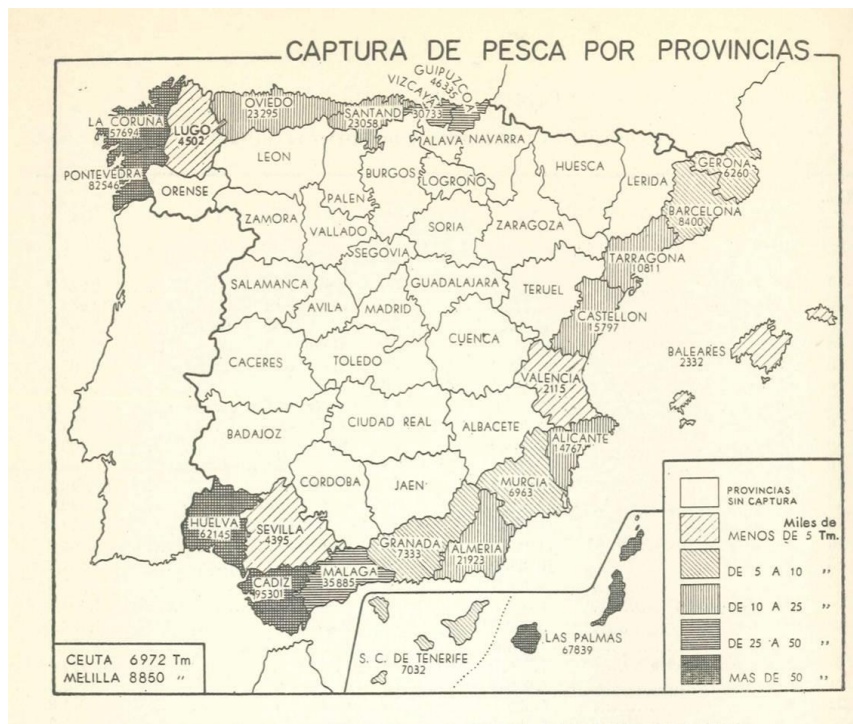 CAPTURA DE PESCA POR PROVINCIAS
GUIPUZCOA
46335
VIZCAYA
30733
OVIEDO
23295
SANTAND
23058
LA CORUÑA
57694
LUGO
4502
ALAVA
NAVARRA
LEON
HUESCA
GERONA
6260
PONTEVEDRA
82546
BURGOS
LOGROÑO
LERIDA
ORENSE
PALEN
BARCELONA
8400
ZAMORA
VALLADO
SORIA
ZARAGOZA
SEGOVIA
TARRAGONA
10811
SALAMANCA
GUADALAJARA
TERUEL
AVILA
MADRID
CASTELLON
15797
CUENCA
BALEARES
2332
CACERES
TOLEDO
VALENCIA
2115
CIUDAD REAL
ALBACETE
BADAJOZ
ALICANTE
14767
CORDOBA
JAEN
MURCIA
6963
HUELVA
62145
SEVILLA
4395
GRANADA
7333
ALMERIA
21923
CADIZ
95301
MALAGA
35885
LAS PALMAS
67839
S. C. DE TENERIFE
7032
CEUTA 6972 Tm
MELILLA 8850 ,,
PROVINCIAS
SIN CAPTURA
Miles de
MENOS DE 5 Tm.
DE 5 A 10 ,,
DE 10 A 25 ,,
DE 25 A 50 ,,
MAS DE 50 ,,